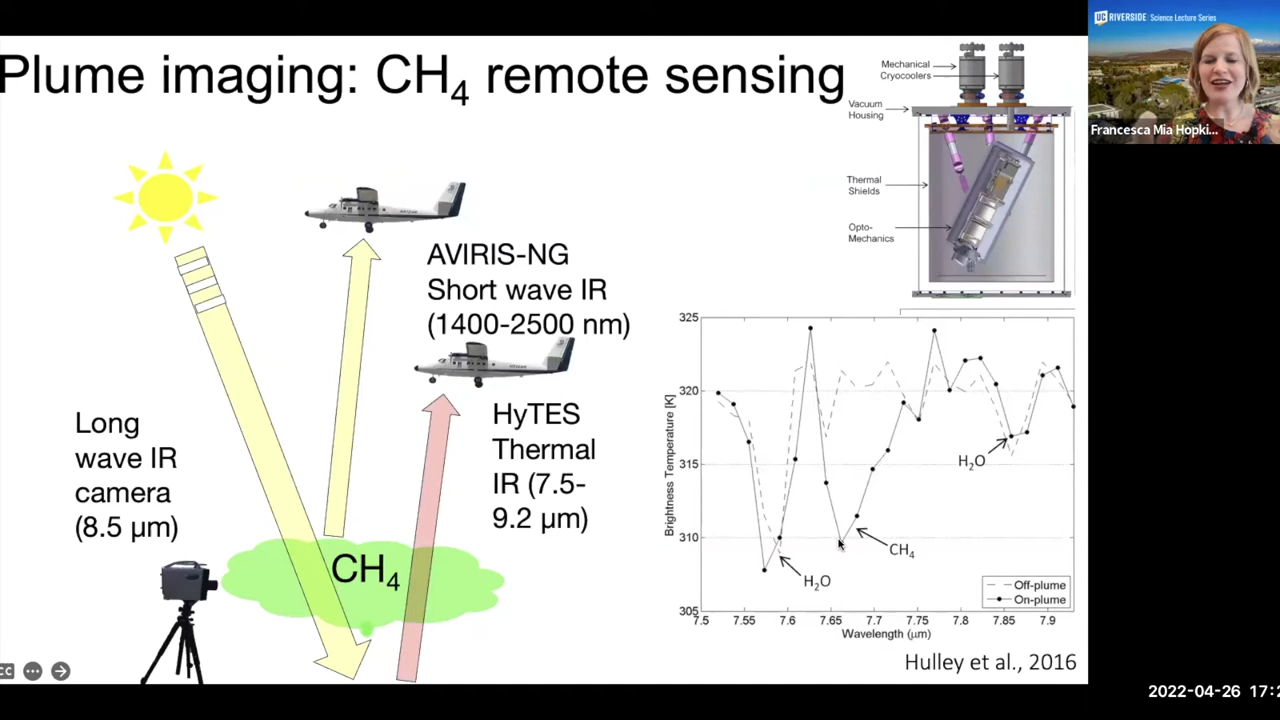 Plume imaging: CH4 remote sensing
UC RIVERSIDE Science Lecture Series
Francesca Mia Hopki...
Mechanical
Cryocoolers
Vacuum
Housing
Thermal
Shields
Opto-
Mechanics
AVIRIS-NG
Short wave IR
(1400-2500 nm)
HyTES
Thermal
IR (7.5-
9.2 µm)
Long
wave IR
camera
(8.5 µm)
CH4
325
320
315
310
305
Brightness Temperature [K]
H2O
CH4
H2O
Off-plume
On-plume
7.5 7.55 7.6 7.65 7.7 7.75 7.8 7.85 7.9
Wavelength (µm)
Hulley et al., 2016
CC
2022-04-26 17:2